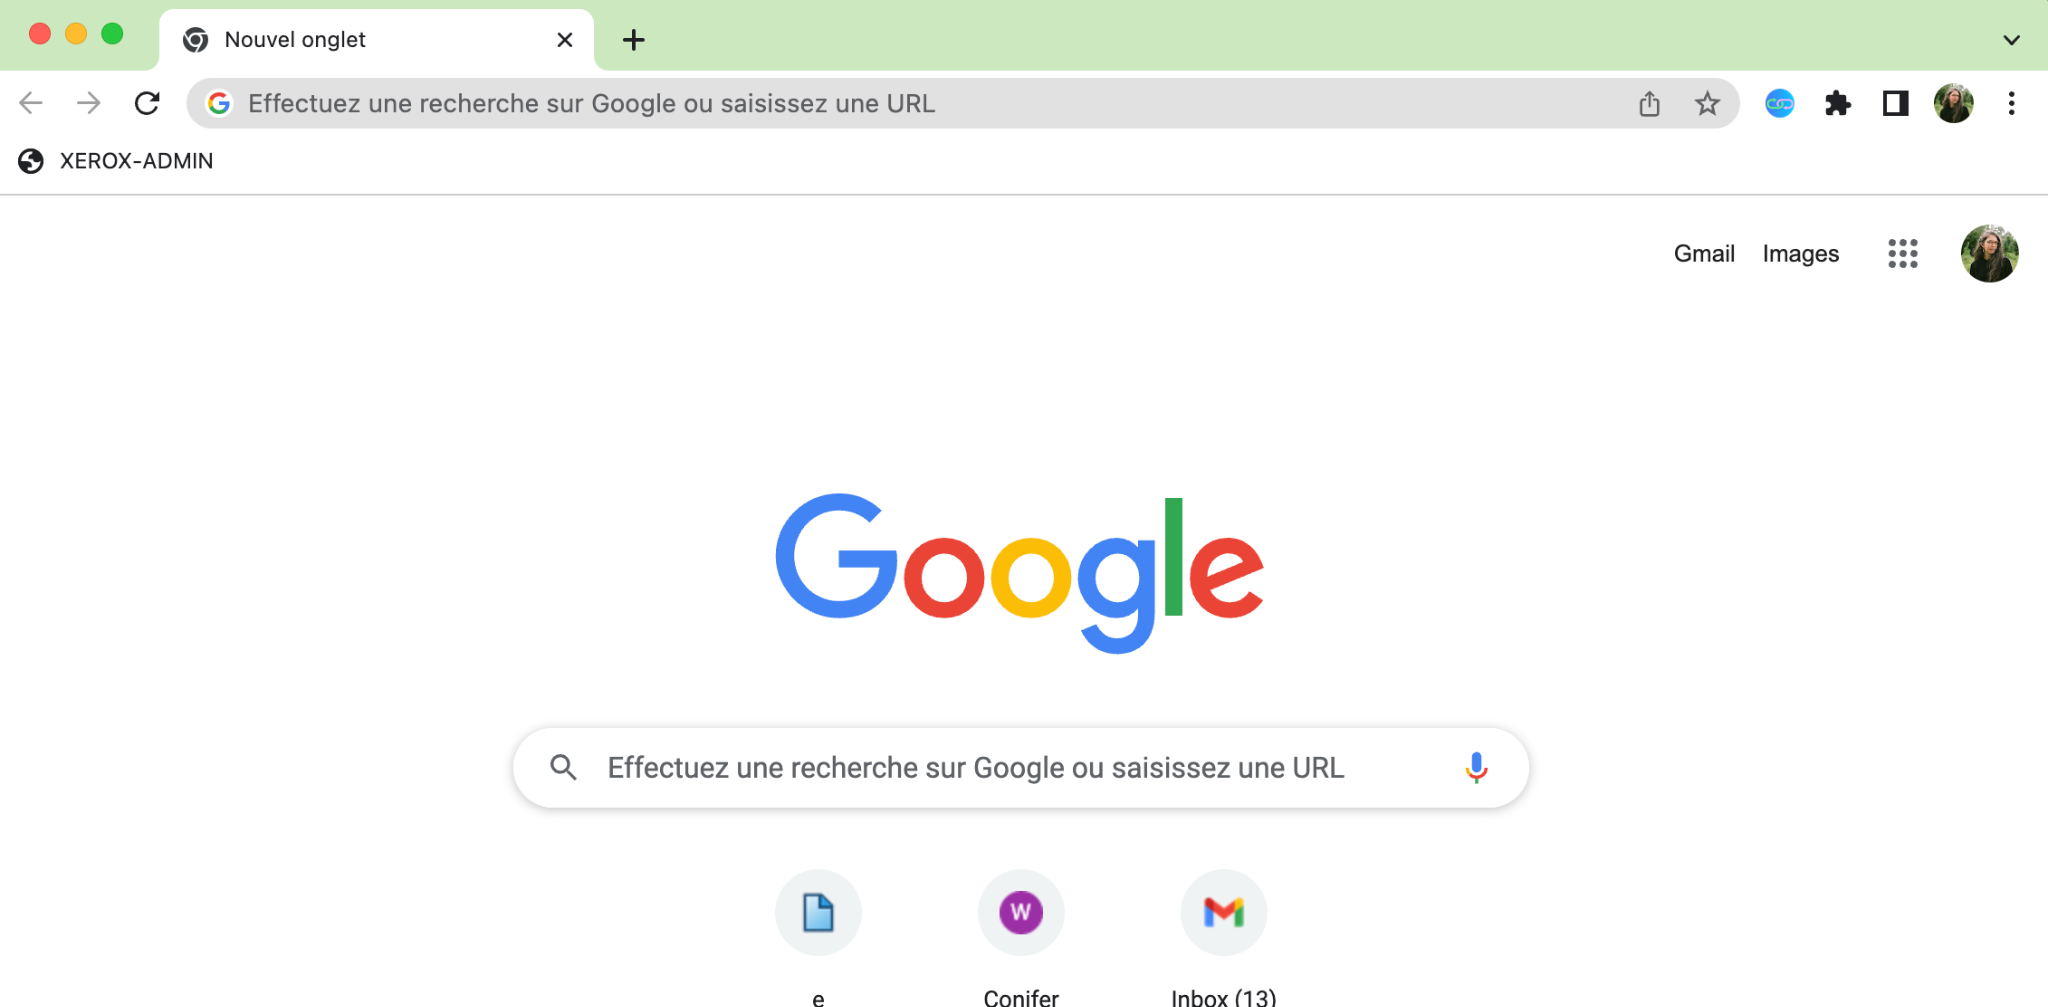 Nouvel onglet
Effectuez une recherche sur Google ou saisissez une URL
XEROX-ADMIN
Gmail Images
Google
Effectuez une recherche sur Google ou saisissez une URL
W
e Conifer Inbox (13)